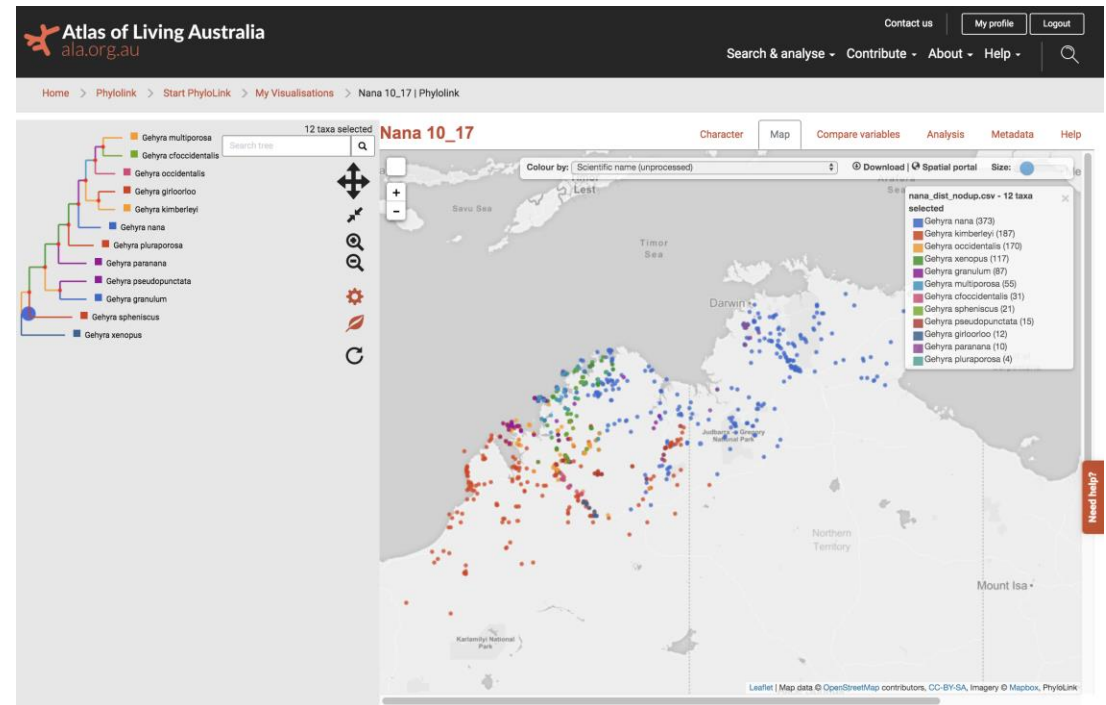 Atlas of Living Australia
ala.org.au
Contact us
My profile
Logout
Search & analyse
Contribute
About
Help
Home > Phylolink > Start PhyloLink > My Visualisations > Nana 10_17 | Phylolink
12 taxa selected
Search tree
Gehyra multiporosa
Gehyra cfoccidentalis
Gehyra occidentalis
Gehyra girloorloo
Gehyra kimberleyi
Gehyra nana
Gehyra pluraporosa
Gehyra paranana
Gehyra pseudopunctata
Gehyra granulum
Gehyra spheniscus
Gehyra xenopus
Nana 10_17
Character
Map
Compare variables
Analysis
Metadata
Help
Colour by:
Scientific name (unprocessed)
Download | Spatial portal
Size:
+
-
nana_dist_nodup.csv - 12 taxa
selected
×
Gehyra nana (373)
Gehyra kimberleyi (187)
Gehyra occidentalis (170)
Gehyra xenopus (117)
Gehyra granulum (87)
Gehyra multiporosa (55)
Gehyra cfoccidentalis (31)
Gehyra spheniscus (21)
Gehyra pseudopunctata (15)
Gehyra girloorloo (12)
Gehyra paranana (10)
Gehyra pluraporosa (4)
Lest
Savu Sea
Timor
Sea
Darwin
National Park
Northern
Territory
Mount Isa
Karlamilyi National
Park
Need help?
Leaflet | Map data © OpenStreetMap contributors, CC-BY-SA, Imagery © Mapbox, PhyloLink